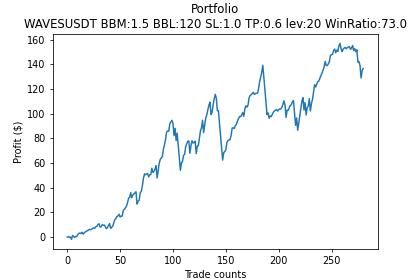 Portfolio
WAVESUSDT BBM:1.5 BBL:120 SL:1.0 TP:0.6 lev:20 WinRatio:73.0
160
140
120
100
80
60
40
20
0
Profit ($)
0 50 100 150 200 250
Trade counts